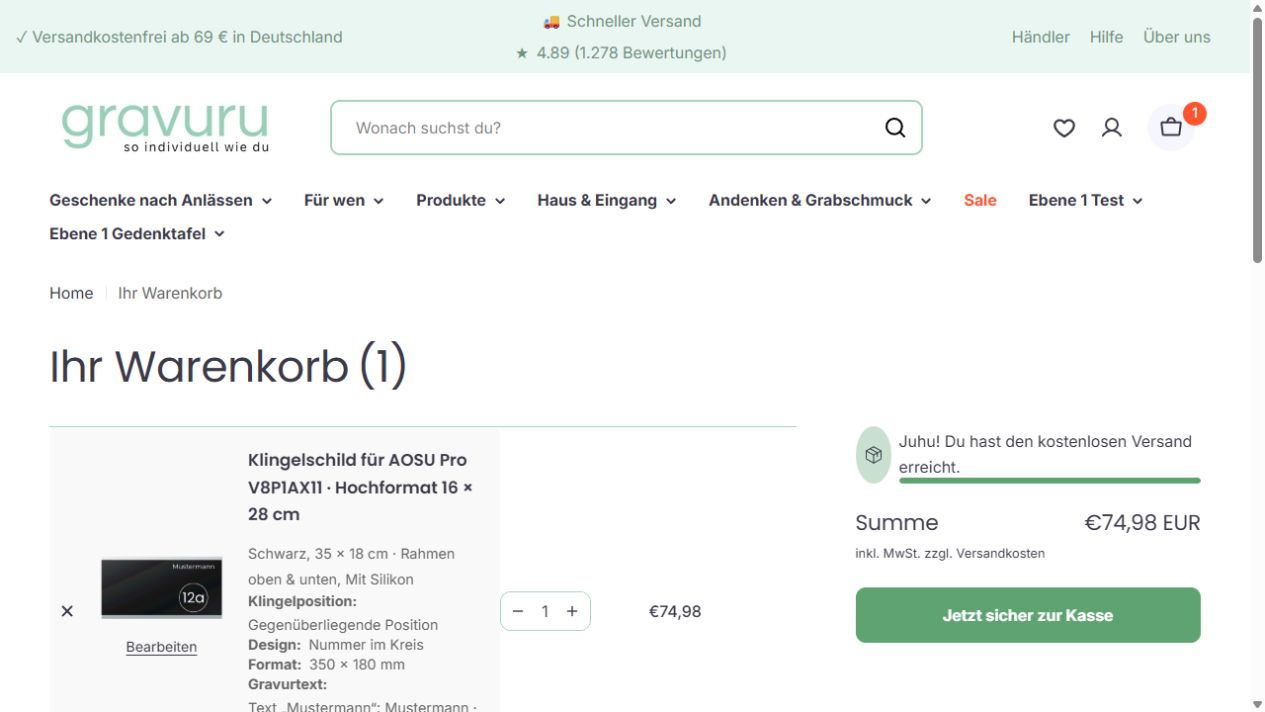 ✓ Versandkostenfrei ab 69 € in Deutschland
🚚 Schneller Versand
★ 4.89 (1.278 Bewertungen)
Händler Hilfe Über uns
gravuru
so individuell wie du
Wonach suchst du?
1
Geschenke nach Anlässen Für wen Produkte Haus & Eingang Andenken & Grabschmuck Sale Ebene 1 Test
Ebene 1 Gedenktafel
Home Ihr Warenkorb
Ihr Warenkorb (1)
Klingelschild für AOSU Pro
V8P1AX11 · Hochformat 16 ×
28 cm
Schwarz, 35 × 18 cm · Rahmen
oben & unten, Mit Silikon
Klingelposition:
Gegenüberliegende Position
Design: Nummer im Kreis
Format: 350 × 180 mm
Gravurtext:
Text „Mustermann“: Mustermann ·
Mustermann
12a
Bearbeiten
− 1 +
€74,98
Juhu! Du hast den kostenlosen Versand
erreicht.
Summe €74,98 EUR
inkl. MwSt. zzgl. Versandkosten
Jetzt sicher zur Kasse